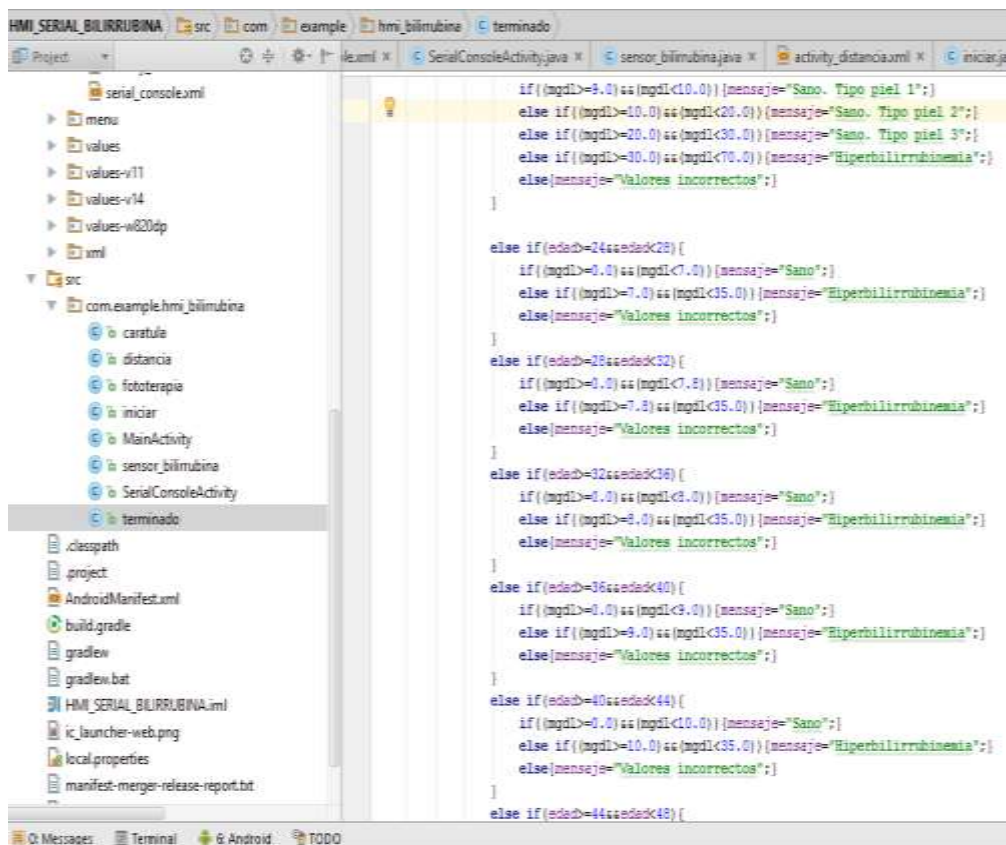 HMI_SERIAL_BILIRRUBINA src com example hmi_bilirrubina terminado
Project
le.xml SerialConsoleActivity.java sensor_bilirrubina.java activity_distancia.xml iniciar.ja
serial_console.xml
menu
values
values-v11
values-v14
values-w820dp
xml
src
com.example.hmi_bilirrubina
caratula
distancia
fototerapia
iniciar
MainActivity
sensor_bilirrubina
SerialConsoleActivity
terminado
.classpath
.project
AndroidManifest.xml
build.gradle
gradlew
gradlew.bat
HMI_SERIAL_BILIRRUBINA.iml
ic_launcher-web.png
local.properties
manifest-merger-release-report.txt
if((mgdl>=9.0)&&(mgdl<10.0)){mensaje="Sano. Tipo piel 1";}
else if((mgdl>=10.0)&&(mgdl<20.0)){mensaje="Sano. Tipo piel 2";}
else if((mgdl>=20.0)&&(mgdl<30.0)){mensaje="Sano. Tipo piel 3";}
else if((mgdl>=30.0)&&(mgdl<70.0)){mensaje="Hiperbilirrubinemia";}
else{mensaje="Valores incorrectos";}
}
else if(edad>=24&&edad<28){
if((mgdl>=0.0)&&(mgdl<7.0)){mensaje="Sano";}
else if((mgdl>=7.0)&&(mgdl<35.0)){mensaje="Hiperbilirrubinemia";}
else{mensaje="Valores incorrectos";}
}
else if(edad>=28&&edad<32){
if((mgdl>=0.0)&&(mgdl<7.8)){mensaje="Sano";}
else if((mgdl>=7.8)&&(mgdl<35.0)){mensaje="Hiperbilirrubinemia";}
else{mensaje="Valores incorrectos";}
}
else if(edad>=32&&edad<36){
if((mgdl>=0.0)&&(mgdl<8.0)){mensaje="Sano";}
else if((mgdl>=8.0)&&(mgdl<35.0)){mensaje="Hiperbilirrubinemia";}
else{mensaje="Valores incorrectos";}
}
else if(edad>=36&&edad<40){
if((mgdl>=0.0)&&(mgdl<9.0)){mensaje="Sano";}
else if((mgdl>=9.0)&&(mgdl<35.0)){mensaje="Hiperbilirrubinemia";}
else{mensaje="Valores incorrectos";}
}
else if(edad>=40&&edad<44){
if((mgdl>=0.0)&&(mgdl<10.0)){mensaje="Sano";}
else if((mgdl>=10.0)&&(mgdl<35.0)){mensaje="Hiperbilirrubinemia";}
else{mensaje="Valores incorrectos";}
}
else if(edad>=44&&edad<48){
0: Messages Terminal 6: Android TODO